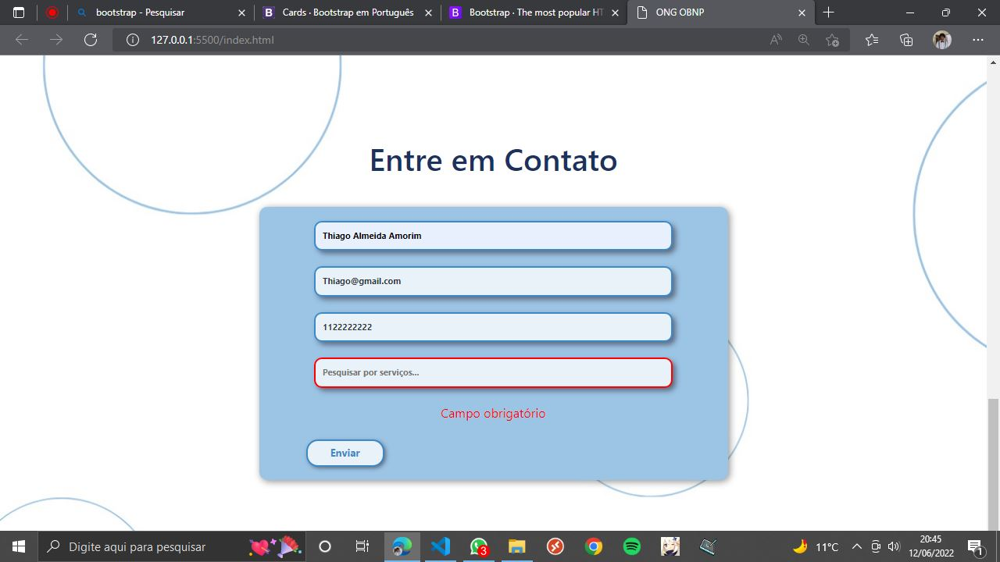 bootstrap - Pesquisar
Cards · Bootstrap em Português
Bootstrap · The most popular HT
ONG OBNP
127.0.0.1:5500/index.html
Entre em Contato
Thiago Almeida Amorim
Thiago@gmail.com
1122222222
Pesquisar por serviços...
Campo obrigatório
Enviar
Digite aqui para pesquisar
3
11°C
20:45
12/06/2022
1